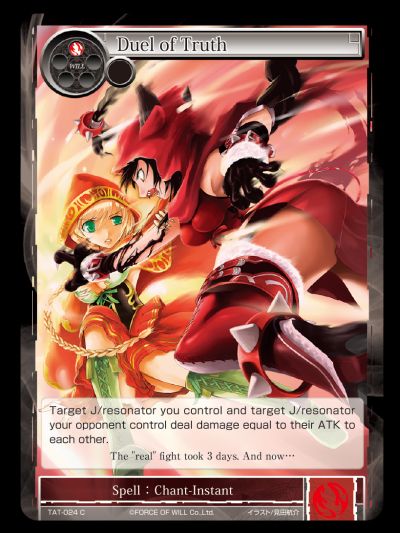 Duel of Truth
WILL
Target J/resonator you control and target J/resonator
your opponent control deal damage equal to their ATK to
each other.
The "real" fight took 3 days. And now…
Spell : Chant-Instant
TAT-024 C ©FORCE OF WILL Co.,Ltd. イラスト/見田航介